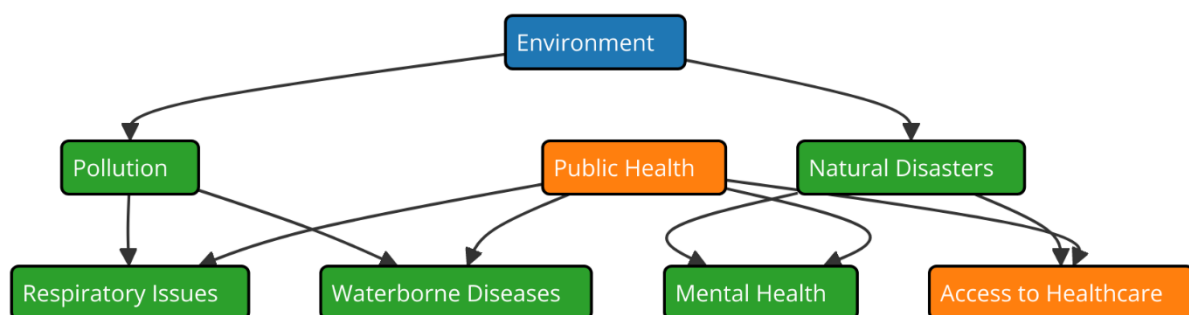 Environment
Pollution
Public Health
Natural Disasters
Respiratory Issues
Waterborne Diseases
Mental Health
Access to Healthcare